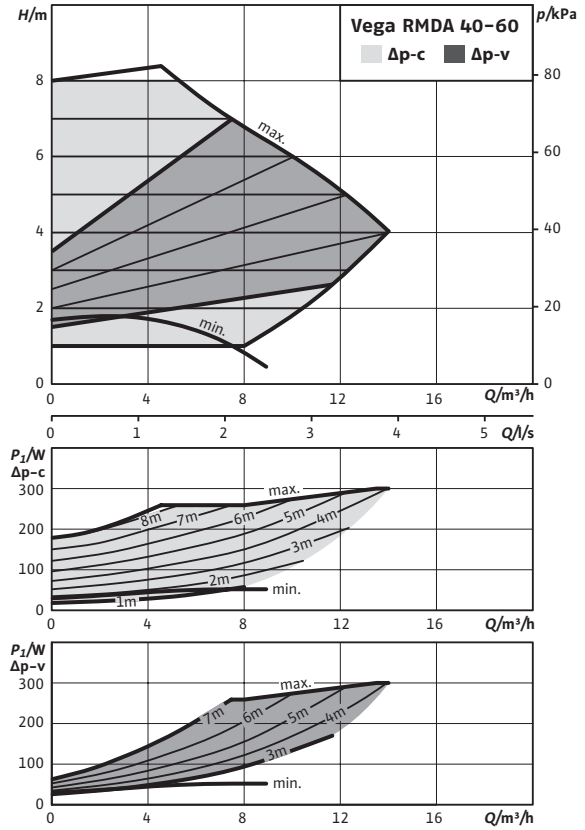 H/m
p/kPa
Vega RMDA 40-60
Δp-c Δp-v
8
80
max.
6
60
4
40
2
20
min.
0
0
0 4 8 12 16 Q/m³/h
0 1 2 3 4 5 Q/l/s
P₁/W
Δp-c
300
max.
8m 7m 6m 5m 4m
200
3m
100
2m
min.
1m
0
0 4 8 12 16 Q/m³/h
P₁/W
Δp-v
300
max.
7m 6m 5m 4m
200
3m
100
min.
0
0 4 8 12 16 Q/m³/h